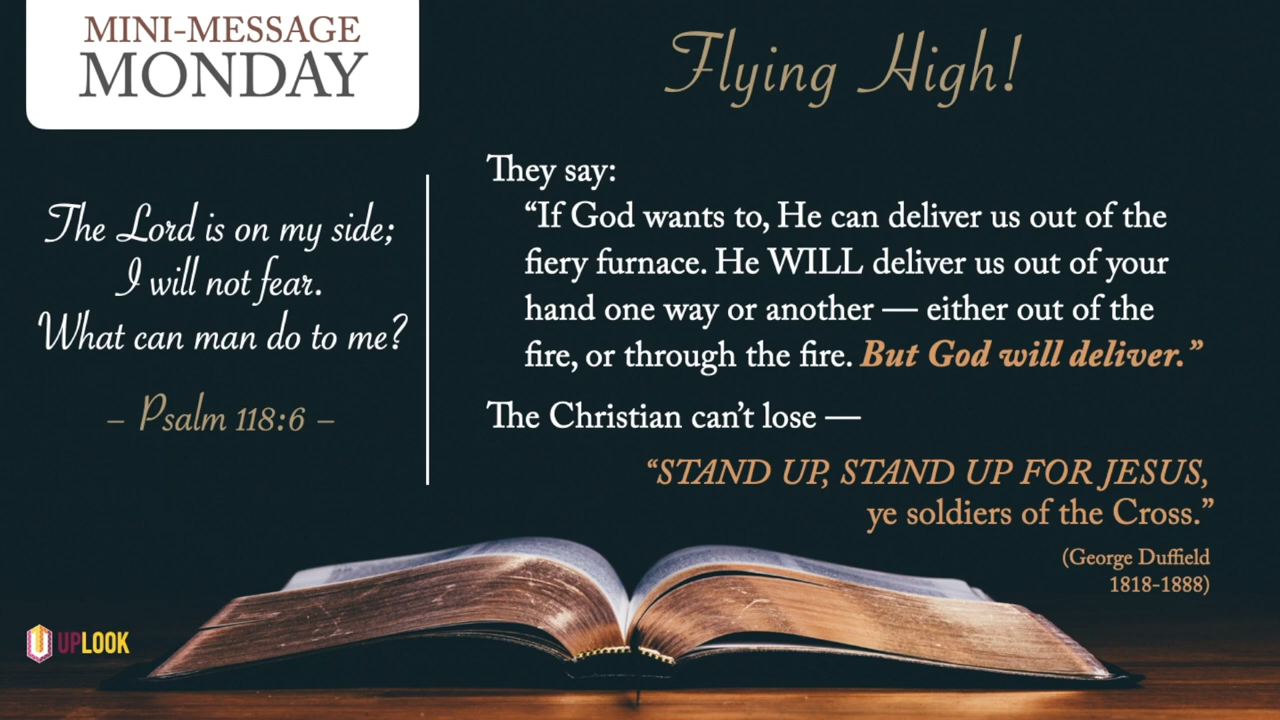 MINI-MESSAGE
MONDAY
Flying High!
The Lord is on my side;
I will not fear.
What can man do to me?
– Psalm 118:6 –
They say:
“If God wants to, He can deliver us out of the
fiery furnace. He WILL deliver us out of your
hand one way or another — either out of the
fire, or through the fire. But God will deliver.”
The Christian can’t lose —
“STAND UP, STAND UP FOR JESUS,
ye soldiers of the Cross.”
(George Duffield
1818-1888)
UPLOOK